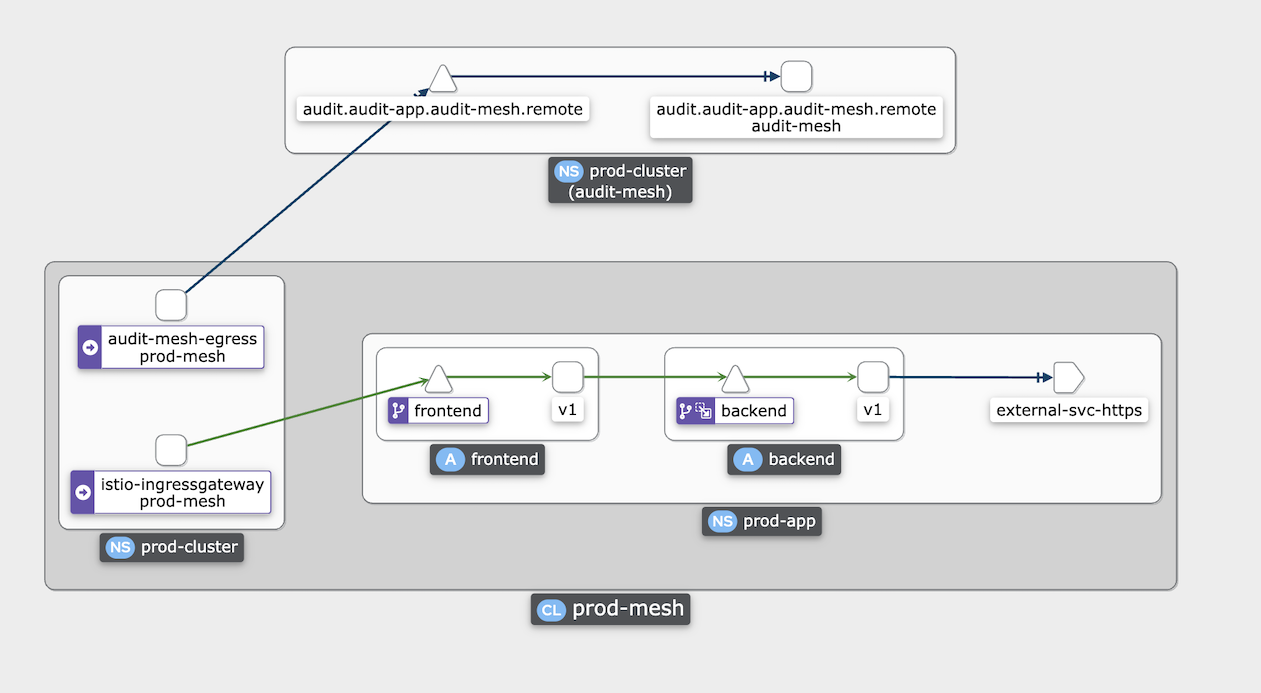 audit.audit-app.audit-mesh.remote
audit.audit-app.audit-mesh.remote
audit-mesh
NS prod-cluster
(audit-mesh)
audit-mesh-egress
prod-mesh
istio-ingressgateway
prod-mesh
NS prod-cluster
frontend
v1
A frontend
backend
v1
A backend
external-svc-https
NS prod-app
CL prod-mesh